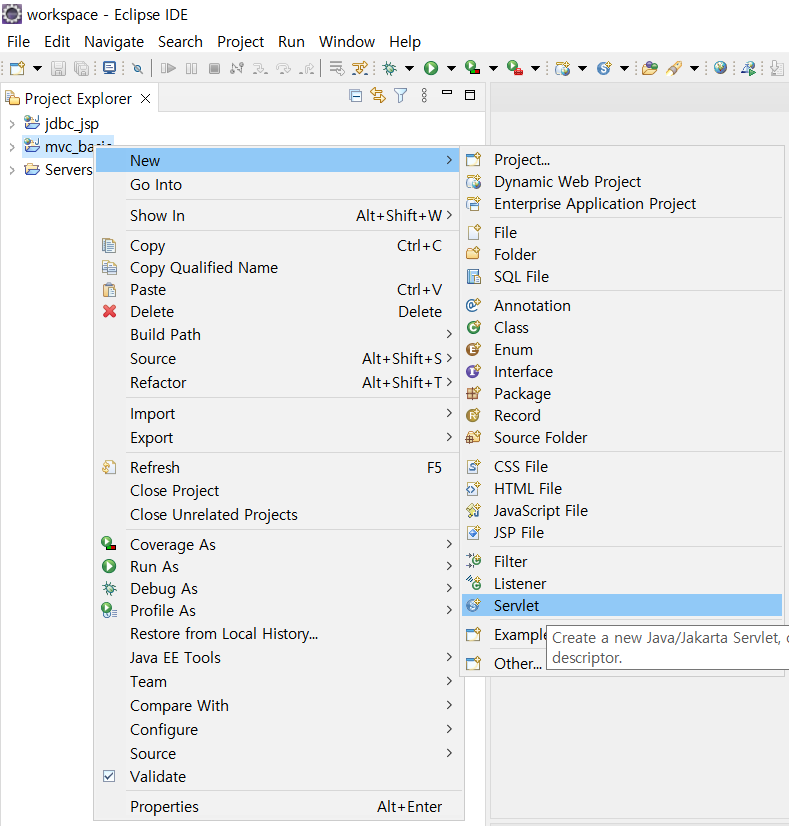 workspace - Eclipse IDE
File Edit Navigate Search Project Run Window Help
Project Explorer
jdbc_jsp
mvc_basic
Servers
New
Go Into
Show In Alt+Shift+W
Copy Ctrl+C
Copy Qualified Name
Paste Ctrl+V
Delete Delete
Build Path
Source Alt+Shift+S
Refactor Alt+Shift+T
Import
Export
Refresh F5
Close Project
Close Unrelated Projects
Coverage As
Run As
Debug As
Profile As
Restore from Local History...
Java EE Tools
Team
Compare With
Configure
Source
Validate
Properties Alt+Enter
Project...
Dynamic Web Project
Enterprise Application Project
File
Folder
SQL File
Annotation
Class
Enum
Interface
Package
Record
Source Folder
CSS File
HTML File
JavaScript File
JSP File
Filter
Listener
Servlet
Example
Other...
Create a new Java/Jakarta Servlet,
descriptor.